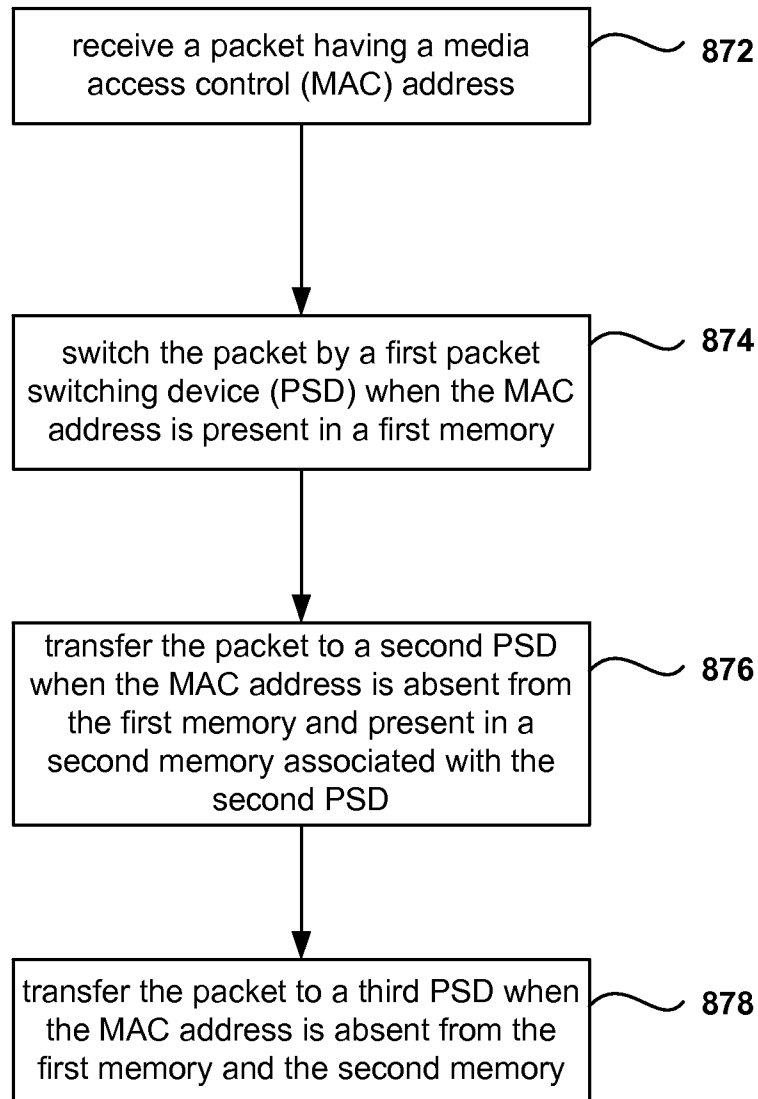 receive a packet having a media
access control (MAC) address
872
switch the packet by a first packet
switching device (PSD) when the MAC
address is present in a first memory
874
transfer the packet to a second PSD
when the MAC address is absent from
the first memory and present in a
second memory associated with the
second PSD
876
transfer the packet to a third PSD when
the MAC address is absent from the
first memory and the second memory
878